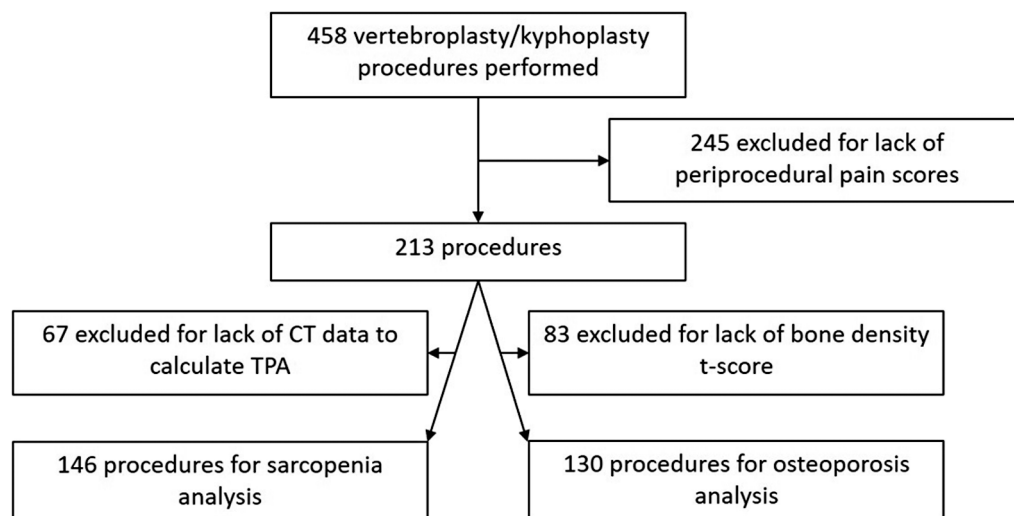 458 vertebroplasty/kyphoplasty
procedures performed
245 excluded for lack of
periprocedural pain scores
213 procedures
67 excluded for lack of CT data to
calculate TPA
83 excluded for lack of bone density
t-score
146 procedures for sarcopenia
analysis
130 procedures for osteoporosis
analysis